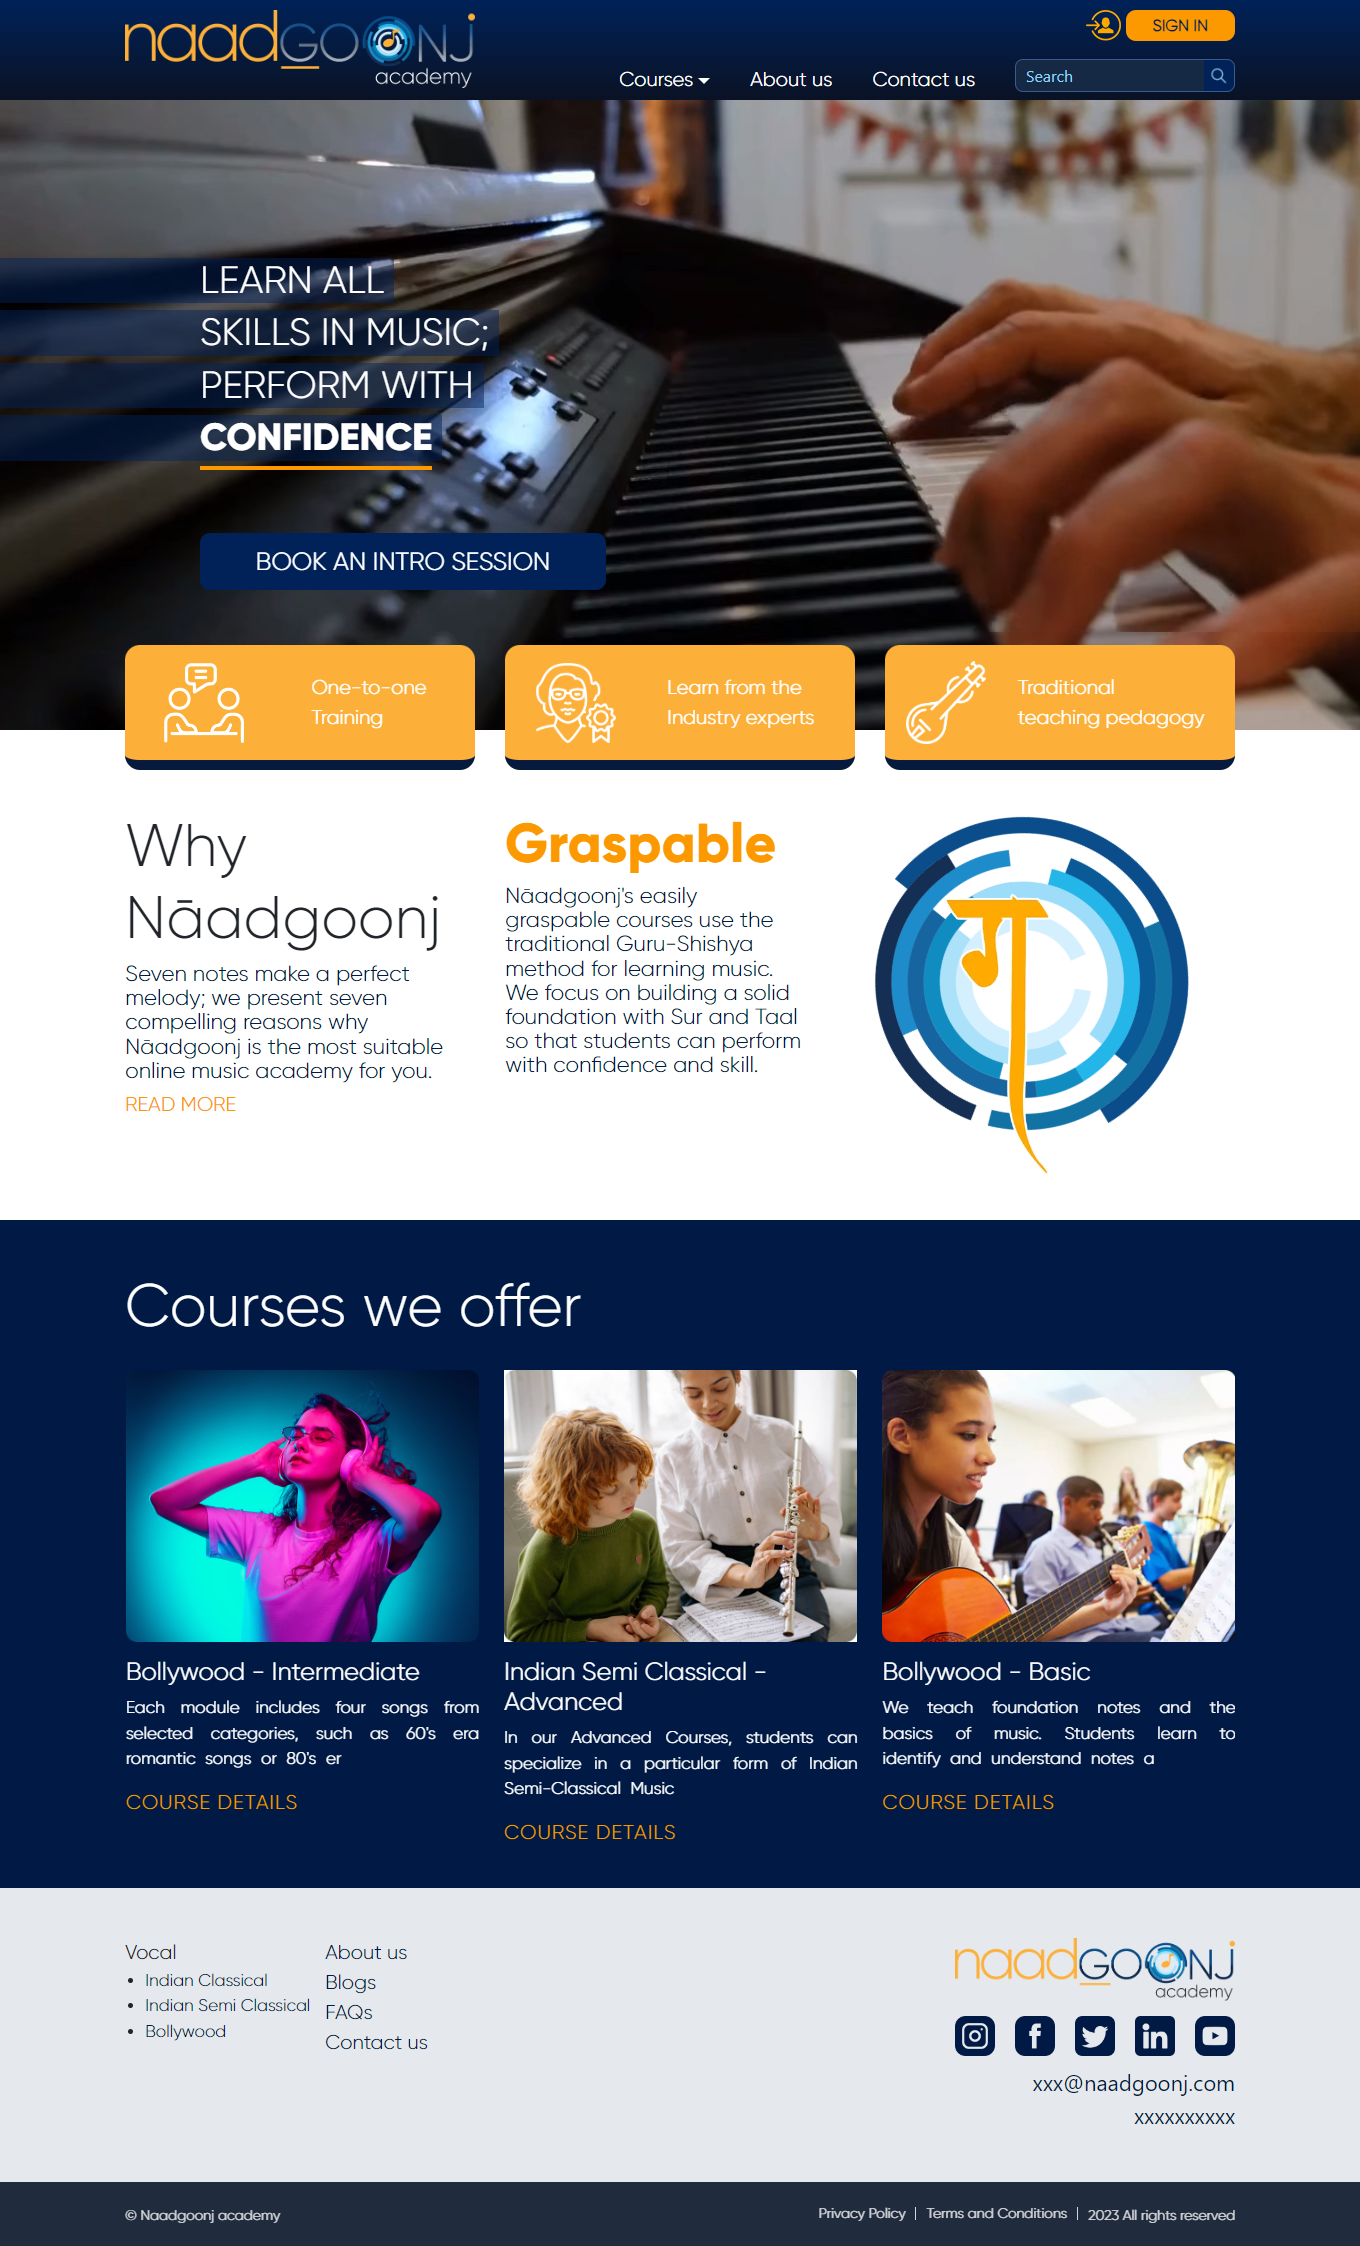 naadGOONJ
academy
SIGN IN
Courses
About us
Contact us
Search
LEARN ALL
SKILLS IN MUSIC;
PERFORM WITH
CONFIDENCE
BOOK AN INTRO SESSION
One-to-one
Training
Learn from the
Industry experts
Traditional
teaching pedagogy
Why
Nāadgoonj
Seven notes make a perfect
melody; we present seven
compelling reasons why
Nāadgoonj is the most suitable
online music academy for you.
READ MORE
Graspable
Nāadgoonj's easily
graspable courses use the
traditional Guru-Shishya
method for learning music.
We focus on building a solid
foundation with Sur and Taal
so that students can perform
with confidence and skill.
Courses we offer
Bollywood - Intermediate
Each module includes four songs from
selected categories, such as 60's era
romantic songs or 80's er
COURSE DETAILS
Indian Semi Classical -
Advanced
In our Advanced Courses, students can
specialize in a particular form of Indian
Semi-Classical Music
COURSE DETAILS
Bollywood - Basic
We teach foundation notes and the
basics of music. Students learn to
identify and understand notes a
COURSE DETAILS
Vocal
• Indian Classical
• Indian Semi Classical
• Bollywood
About us
Blogs
FAQs
Contact us
naadGOONJ
academy
xxx@naadgoonj.com
xxxxxxxxxx
© Naadgoonj academy
Privacy Policy | Terms and Conditions | 2023 All rights reserved